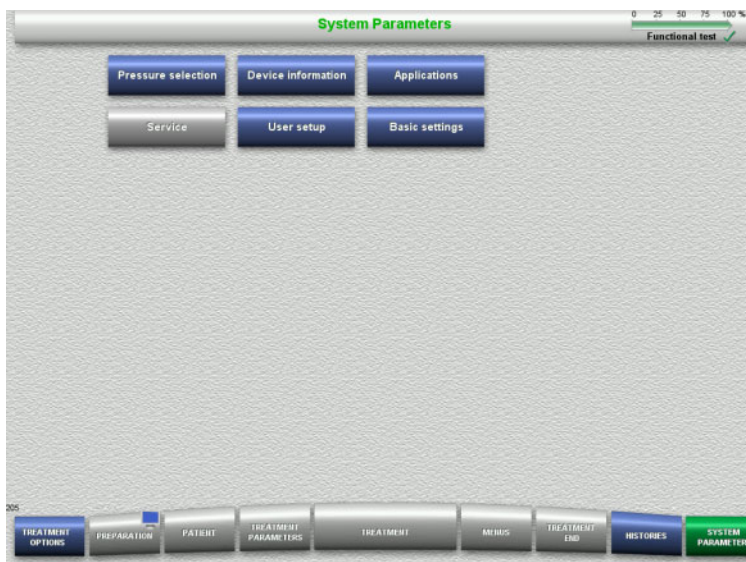 System Parameters
0 25 50 75 100 %
Functional test
Pressure selection
Device information
Applications
Service
User setup
Basic settings
205
TREATMENT
OPTIONS
PREPARATION
PATIENT
TREATMENT
PARAMETERS
TREATMENT
MENUS
TREATMENT
END
HISTORIES
SYSTEM
PARAMETER